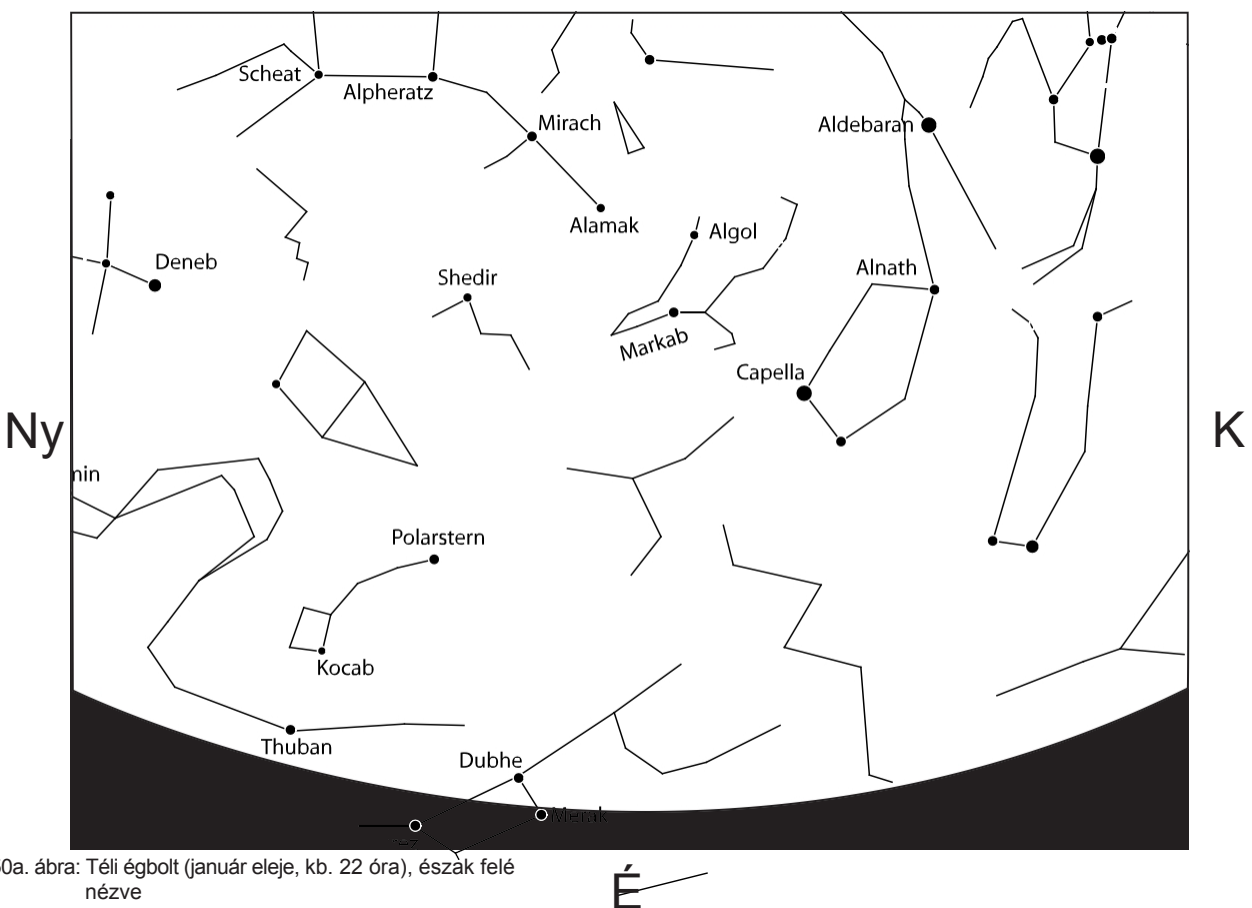 Scheat
Alpheratz
Mirach
Aldebaran
Alamak
Algol
Deneb
Shedir
Alnath
Markab
Capella
Ny
K
min
Polarstern
Kocab
Thuban
Dubhe
Merak
60a. ábra: Téli égbolt (január eleje, kb. 22 óra), észak felé
nézve
É